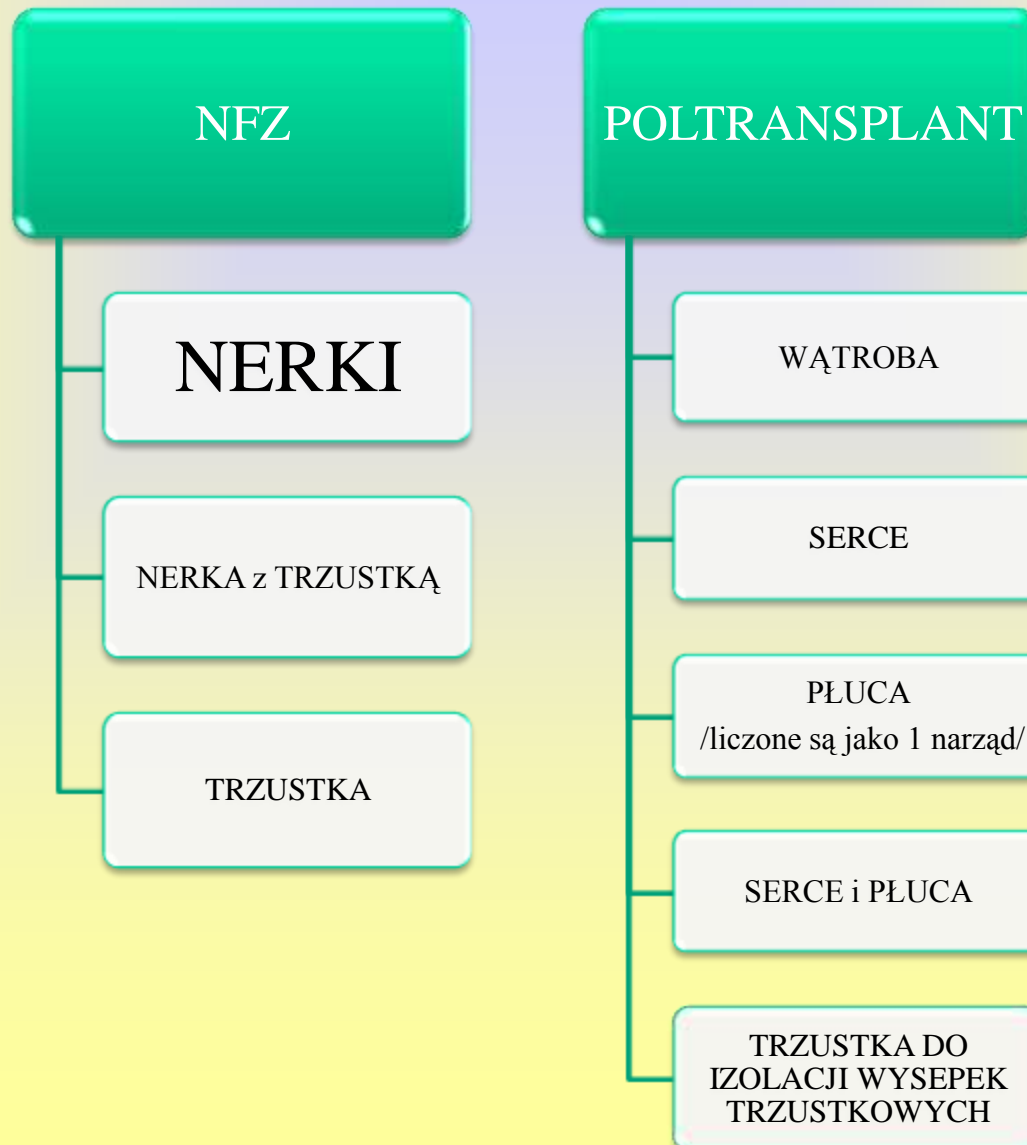 NFZ
NERKI
NERKA z TRZUSTKĄ
TRZUSTKA
POLTRANSPLANT
WĄTROBA
SERCE
PŁUCA
/liczone są jako 1 narząd/
SERCE i PŁUCA
TRZUSTKA DO
IZOLACJI WYSEPEK
TRZUSTKOWYCH